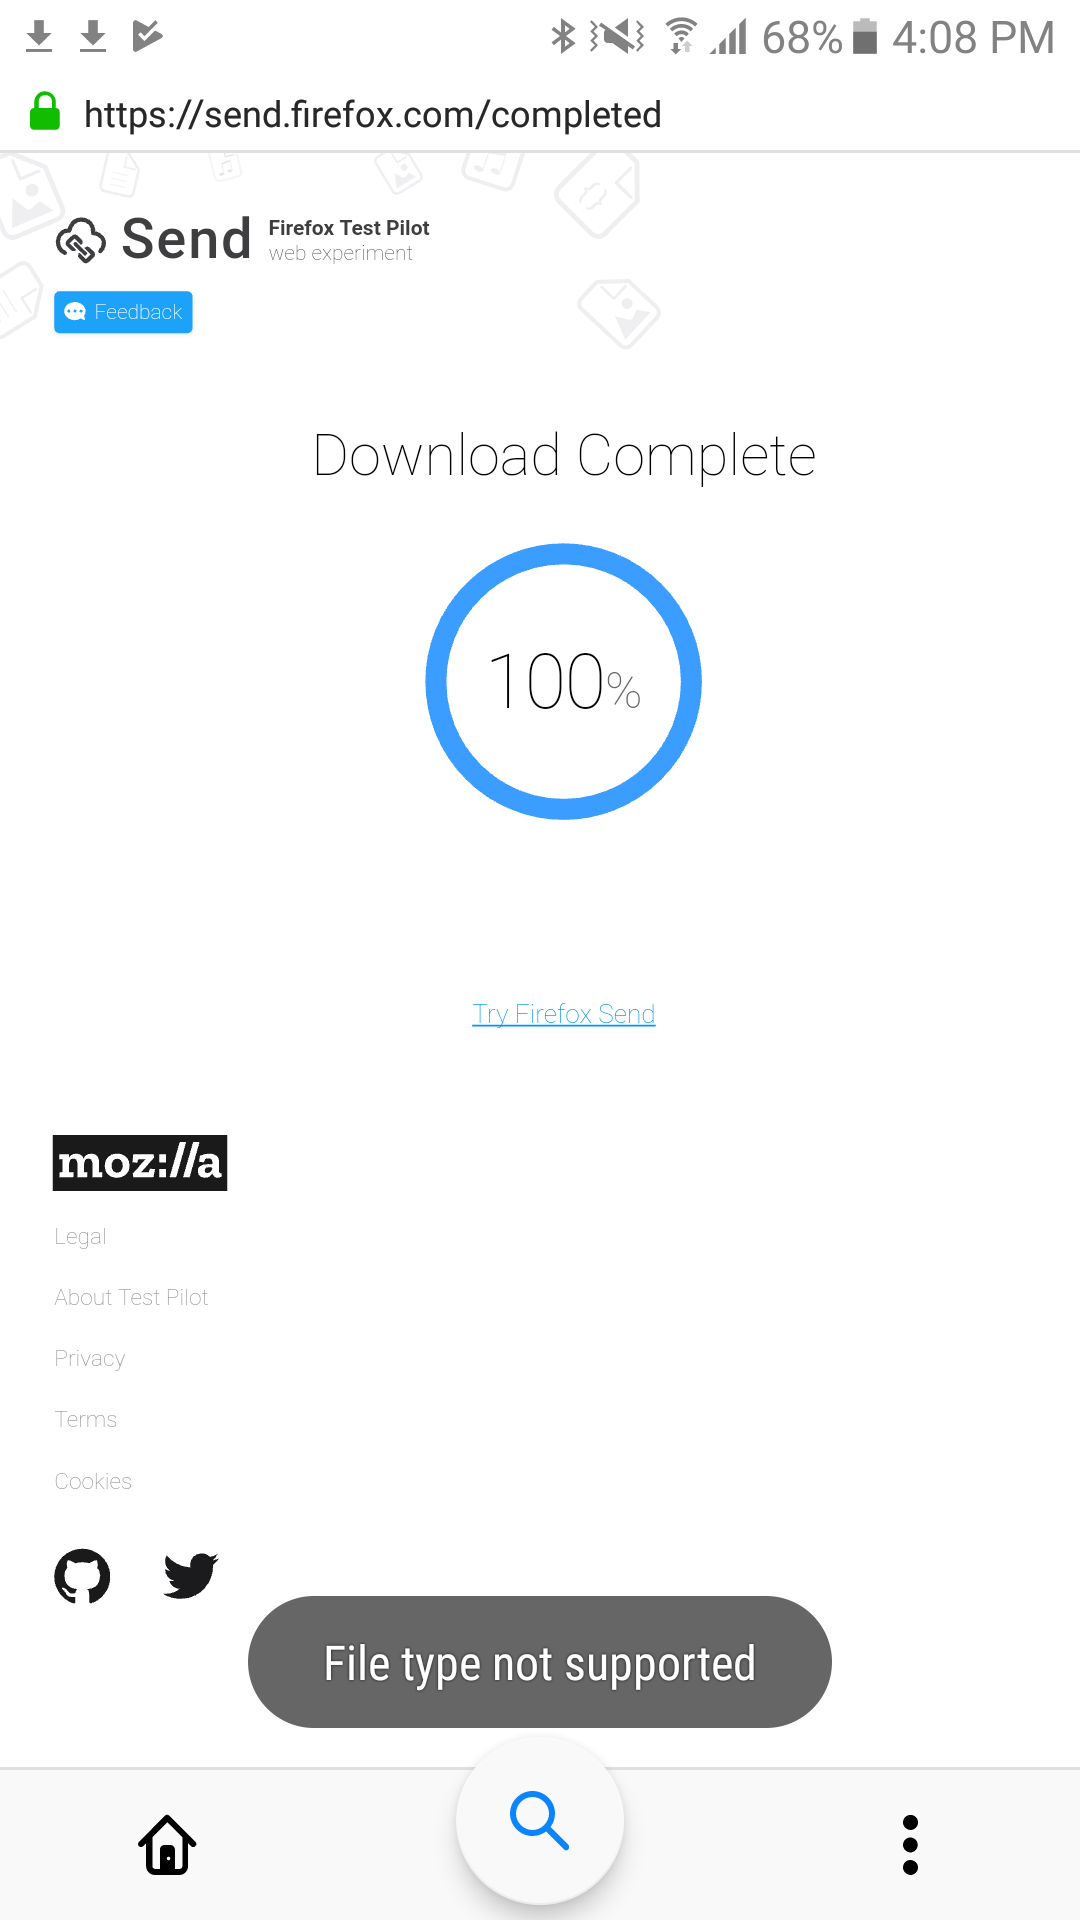 68% 4:08 PM
https://send.firefox.com/completed
Send Firefox Test Pilot
web experiment
Feedback
Download Complete
100%
Try Firefox Send
moz://a
Legal
About Test Pilot
Privacy
Terms
Cookies
File type not supported